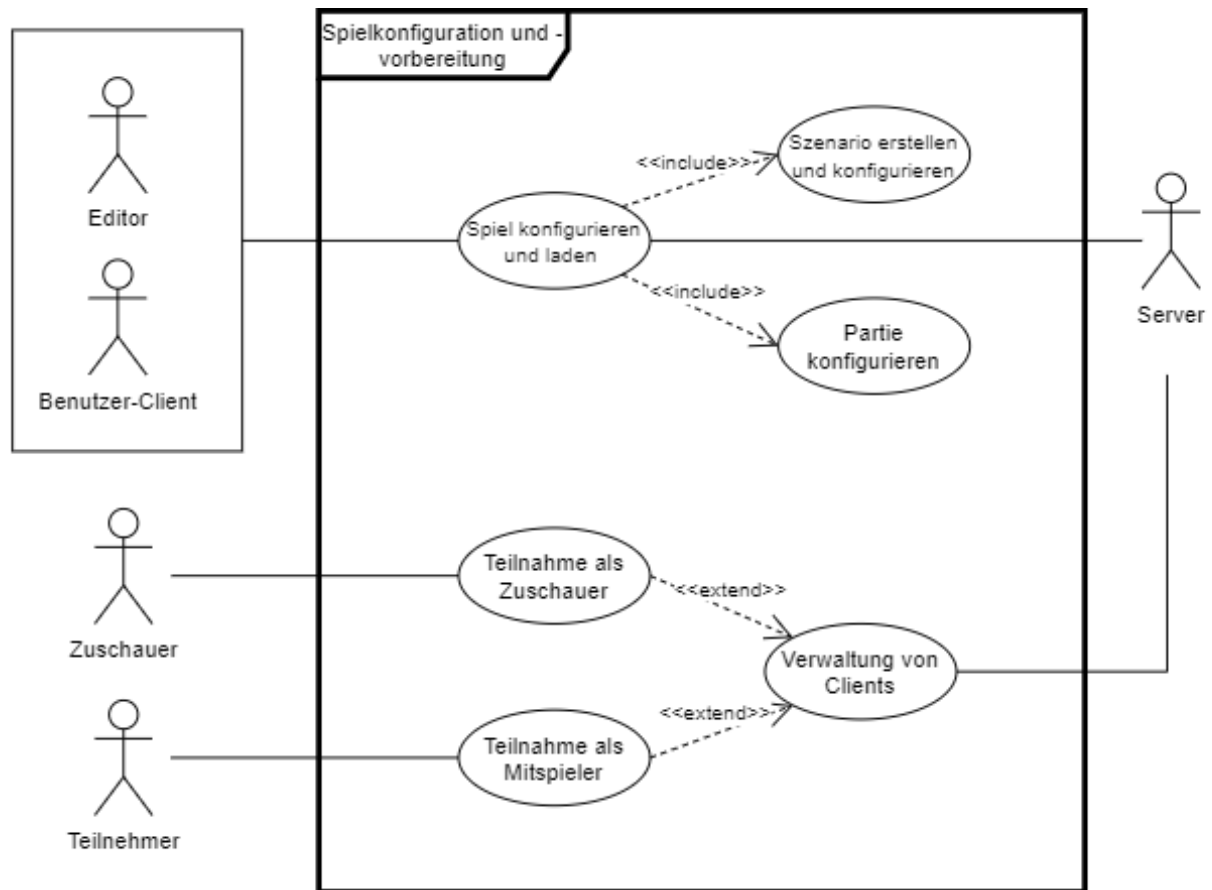 Spielkonfiguration und -
vorbereitung
Editor
Benutzer-Client
Spiel konfigurieren
und laden
<<include>>
Szenario erstellen
und konfigurieren
<<include>>
Partie
konfigurieren
Server
Zuschauer
Teilnahme als
Zuschauer
<<extend>>
Verwaltung von
Clients
<<extend>>
Teilnahme als
Mitspieler
Teilnehmer